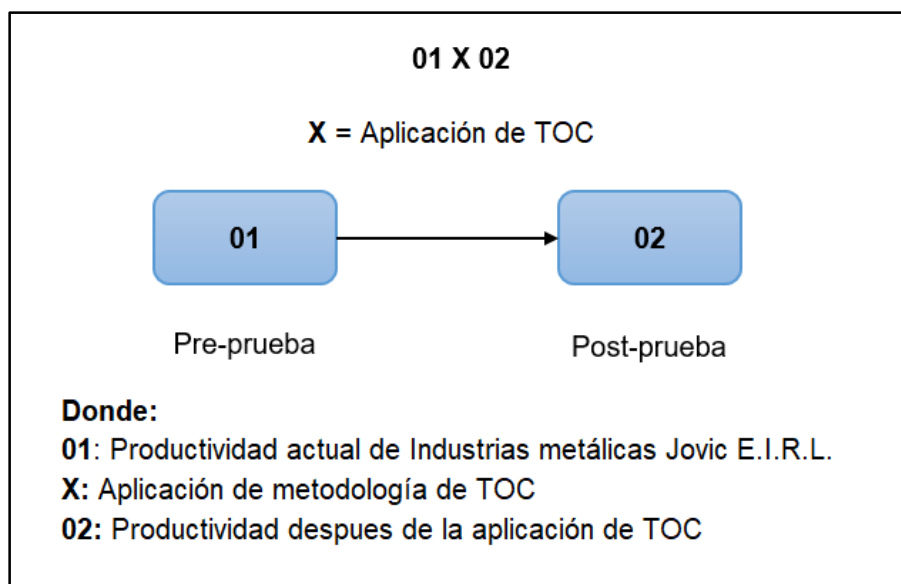 01 X 02
X = Aplicación de TOC
01
02
Pre-prueba
Post-prueba
Donde:
01: Productividad actual de Industrias metálicas Jovic E.I.R.L.
X: Aplicación de metodología de TOC
02: Productividad despues de la aplicación de TOC